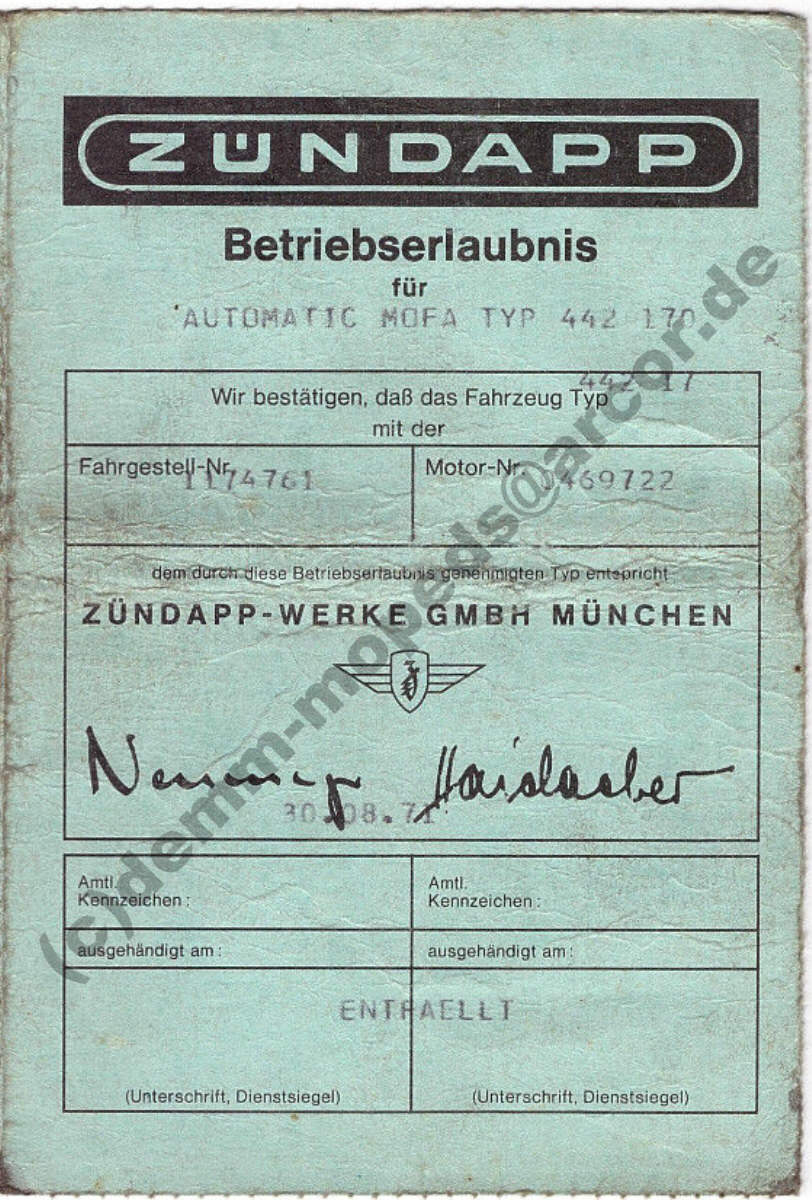 ZÜNDAPP
Betriebserlaubnis
für
AUTOMATIC MOFA TYP 442 170
442 17
Wir bestätigen, daß das Fahrzeug Typ
mit der
Fahrgestell-Nr.
1174761
Motor-Nr.
0469722
dem durch diese Betriebserlaubnis genehmigten Typ entspricht
ZÜNDAPP-WERKE GMBH MÜNCHEN
Haidacher
30.08.71
Amtl.
Kennzeichen :
Amtl.
Kennzeichen :
ausgehändigt am :
ausgehändigt am :
ENTFAELLT
(Unterschrift, Dienstsiegel)
(Unterschrift, Dienstsiegel)
(c)demm-mopeds@arcor.de